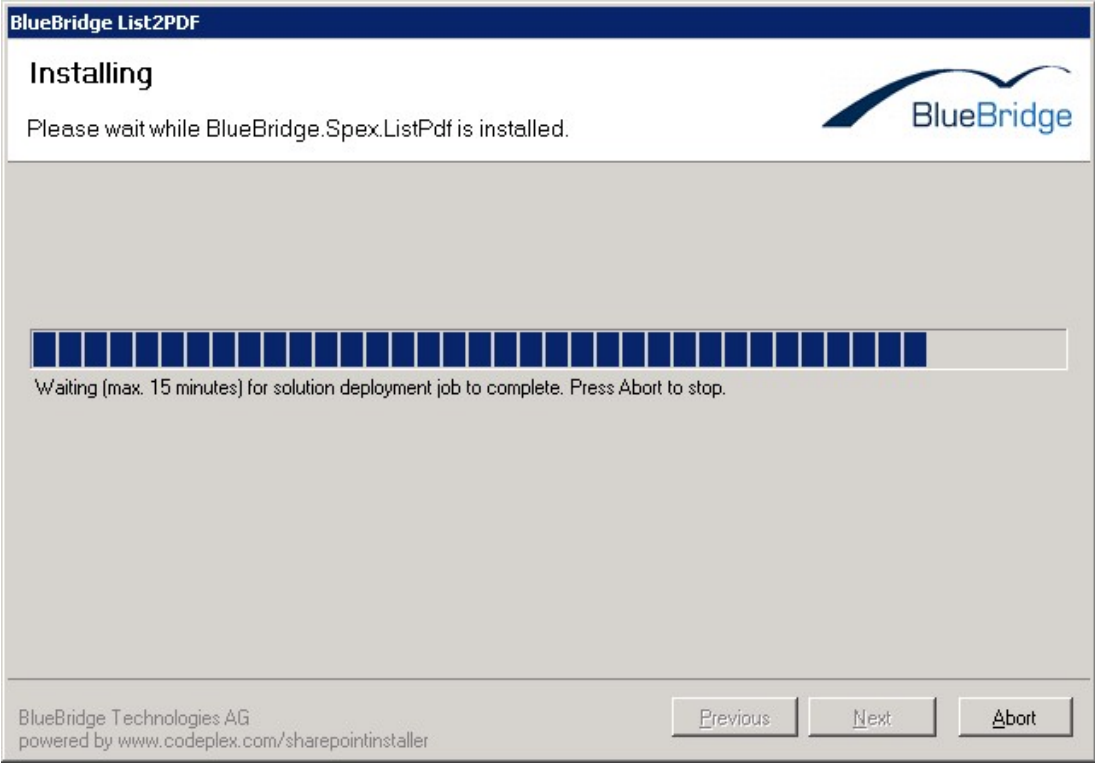 BlueBridge List2PDF
Installing
Please wait while BlueBridge.Spex.ListPdf is installed.
BlueBridge
Waiting (max. 15 minutes) for solution deployment job to complete. Press Abort to stop.
BlueBridge Technologies AG
powered by www.codeplex.com/sharepointinstaller
Previous
Next
Abort